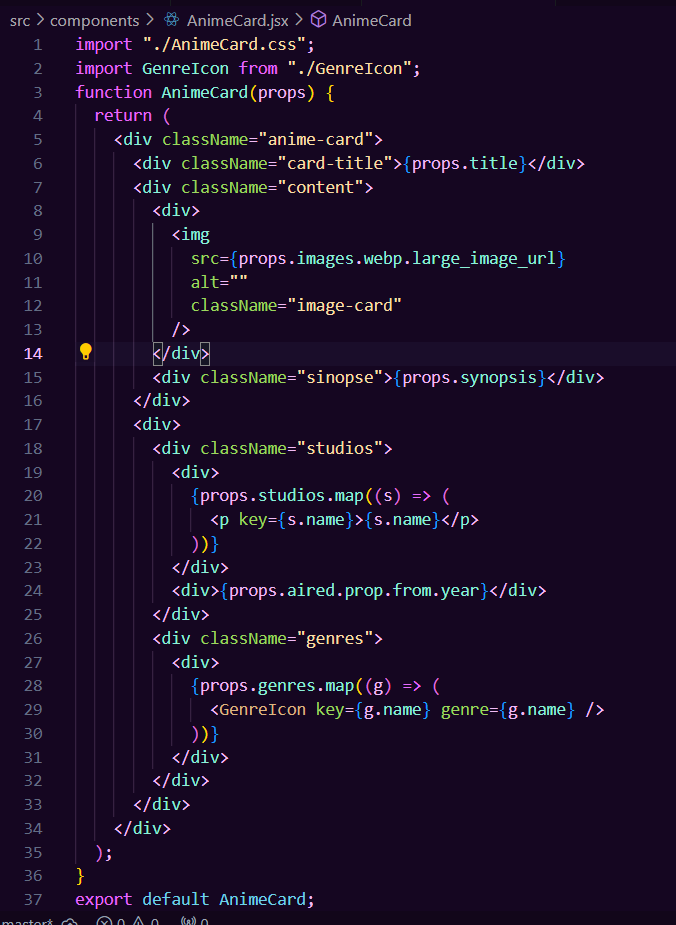 src > components > AnimeCard.jsx > AnimeCard
1 import "./AnimeCard.css";
2 import GenreIcon from "./GenreIcon";
3 function AnimeCard(props) {
4 return (
5 <div className="anime-card">
6 <div className="card-title">{props.title}</div>
7 <div className="content">
8 <div>
9 <img
10 src={props.images.webp.large_image_url}
11 alt=""
12 className="image-card"
13 />
14 </div>
15 <div className="sinopse">{props.synopsis}</div>
16 </div>
17 <div>
18 <div className="studios">
19 <div>
20 {props.studios.map((s) => (
21 <p key={s.name}>{s.name}</p>
22 ))}
23 </div>
24 <div>{props.aired.prop.from.year}</div>
25 </div>
26 <div className="genres">
27 <div>
28 {props.genres.map((g) => (
29 <GenreIcon key={g.name} genre={g.name} />
30 ))}
31 </div>
32 </div>
33 </div>
34 </div>
35 );
36 }
37 export default AnimeCard;
master* 0 0 0